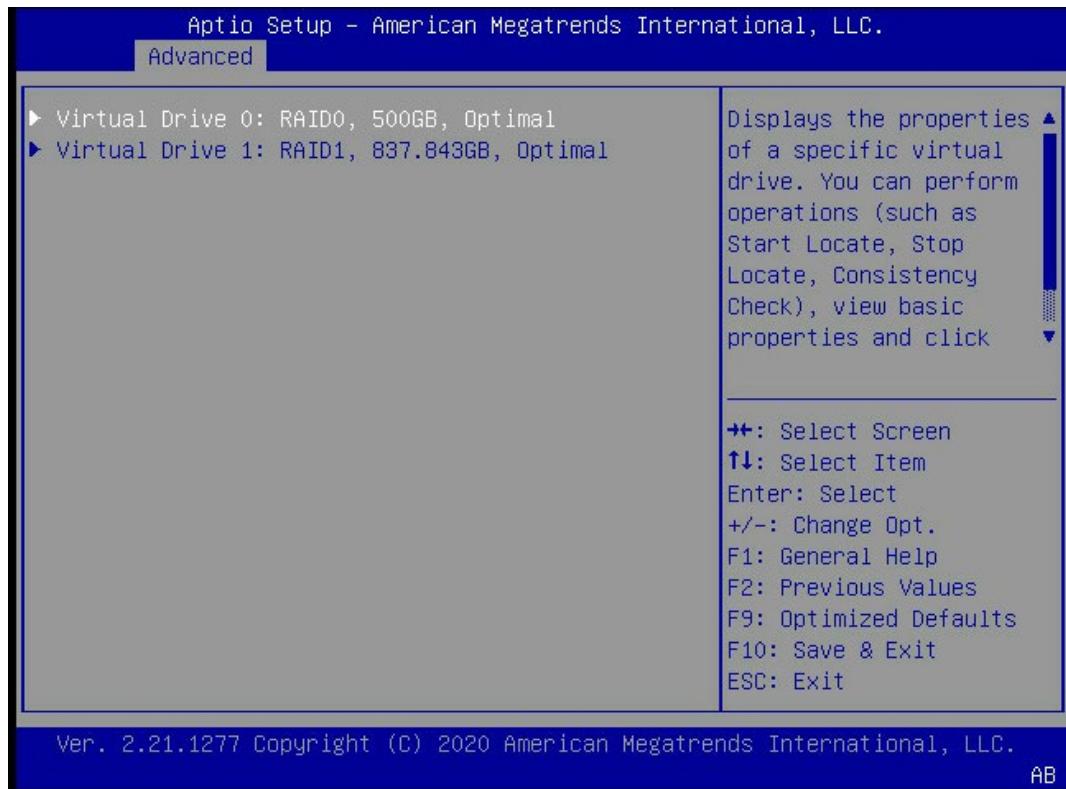 Aptio Setup – American Megatrends International, LLC.
Advanced
▶ Virtual Drive 0: RAID0, 500GB, Optimal
▶ Virtual Drive 1: RAID1, 837.843GB, Optimal
Displays the properties ▲
of a specific virtual
drive. You can perform
operations (such as
Start Locate, Stop
Locate, Consistency
Check), view basic
properties and click ▼
→←: Select Screen
↑↓: Select Item
Enter: Select
+/-: Change Opt.
F1: General Help
F2: Previous Values
F9: Optimized Defaults
F10: Save & Exit
ESC: Exit
Ver. 2.21.1277 Copyright (C) 2020 American Megatrends International, LLC.
AB